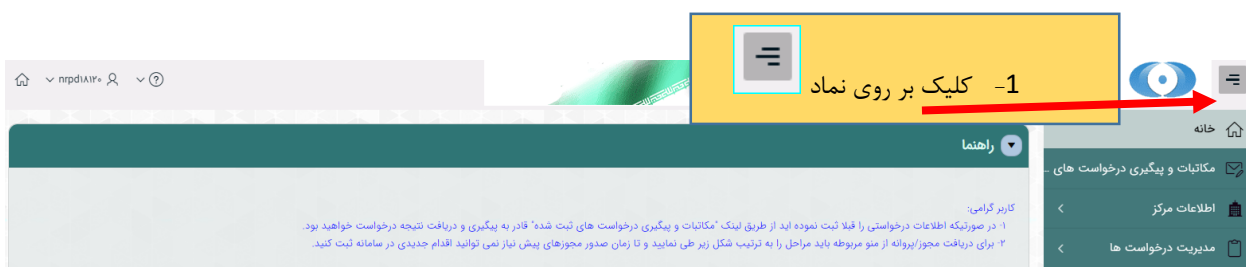 1- کلیک بر روی نماد
nrpd۱۸۱۲۰
خانه
راهنما
مکاتبات و پیگیری درخواست های ...
اطلاعات مرکز
مدیریت درخواست ها
کاربر گرامی:
۱- در صورتیکه اطلاعات درخواستی را قبلا ثبت نموده اید از طریق لینک "مکاتبات و پیگیری درخواست های ثبت شده" قادر به پیگیری و دریافت نتیجه درخواست خواهید بود.
۲- برای دریافت مجوز/پروانه از منو مربوطه باید مراحل را به ترتیب شکل زیر طی نمایید و تا زمان صدور مجوزهای پیش نیاز نمی توانید اقدام جدیدی در سامانه ثبت کنید.